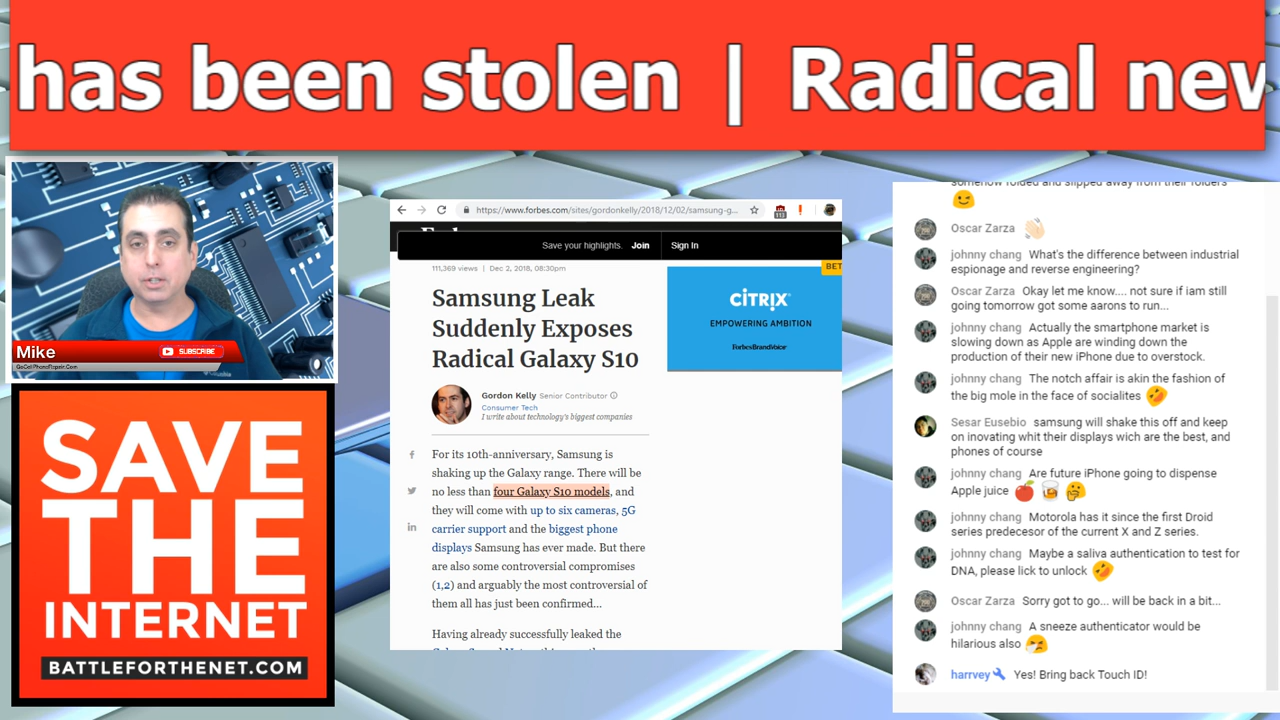 has been stolen | Radical new
Mike
SUBSCRIBE
GoCellPhoneRepair.Com
SAVE
THE
INTERNET
BATTLEFORTHENET.COM
https://www.forbes.com/sites/gordonkelly/2018/12/02/samsung-g...
113
Save your highlights. Join Sign In
BET
111,369 views | Dec 2, 2018, 08:30pm
Samsung Leak
Suddenly Exposes
Radical Galaxy S10
Gordon Kelly Senior Contributor
Consumer Tech
I write about technology's biggest companies
For its 10th-anniversary, Samsung is
shaking up the Galaxy range. There will be
no less than four Galaxy S10 models, and
they will come with up to six cameras, 5G
carrier support and the biggest phone
displays Samsung has ever made. But there
are also some controversial compromises
(1,2) and arguably the most controversial of
them all has just been confirmed...
Having already successfully leaked the
CITRIX
EMPOWERING AMBITION
ForbesBrandVoice
somehow folded and slipped away from their folders
Oscar Zarza
johnny chang What's the difference between industrial
espionage and reverse engineering?
Oscar Zarza Okay let me know.... not sure if iam still
going tomorrow got some aarons to run...
johnny chang Actually the smartphone market is
slowing down as Apple are winding down the
production of their new iPhone due to overstock.
johnny chang The notch affair is akin the fashion of
the big mole in the face of socialites
Sesar Eusebio samsung will shake this off and keep
on inovating whit their displays wich are the best, and
phones of course
johnny chang Are future iPhone going to dispense
Apple juice
johnny chang Motorola has it since the first Droid
series predecesor of the current X and Z series.
johnny chang Maybe a saliva authentication to test for
DNA, please lick to unlock
Oscar Zarza Sorry got to go... will be back in a bit...
johnny chang A sneeze authenticator would be
hilarious also
harrvey Yes! Bring back Touch ID!